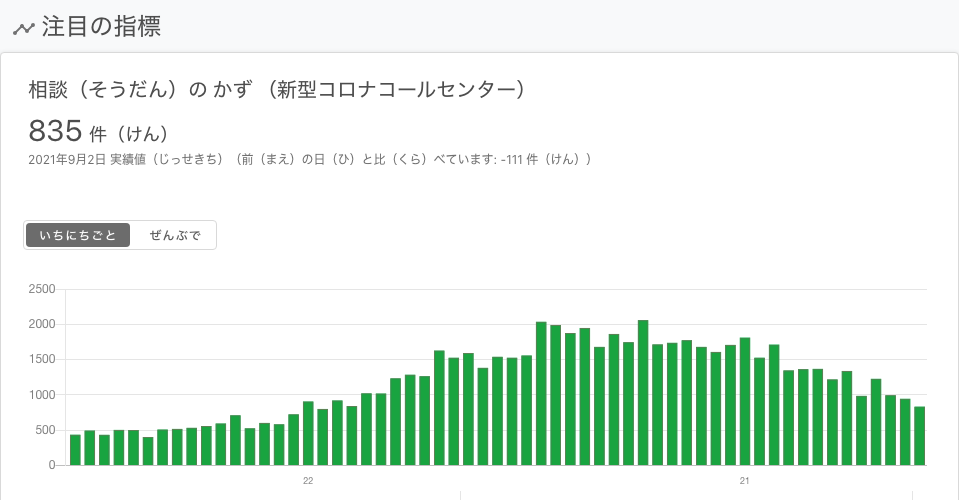 注目の指標
相談（そうだん）の かず （新型コロナコールセンター）
835 件（けん）
2021年9月2日 実績値（じっせきち）（前（まえ）の日（ひ）と比（くら）べています: -111 件（けん））
いちにちごと ぜんぶで
2500
2000
1500
1000
500
0
22 21